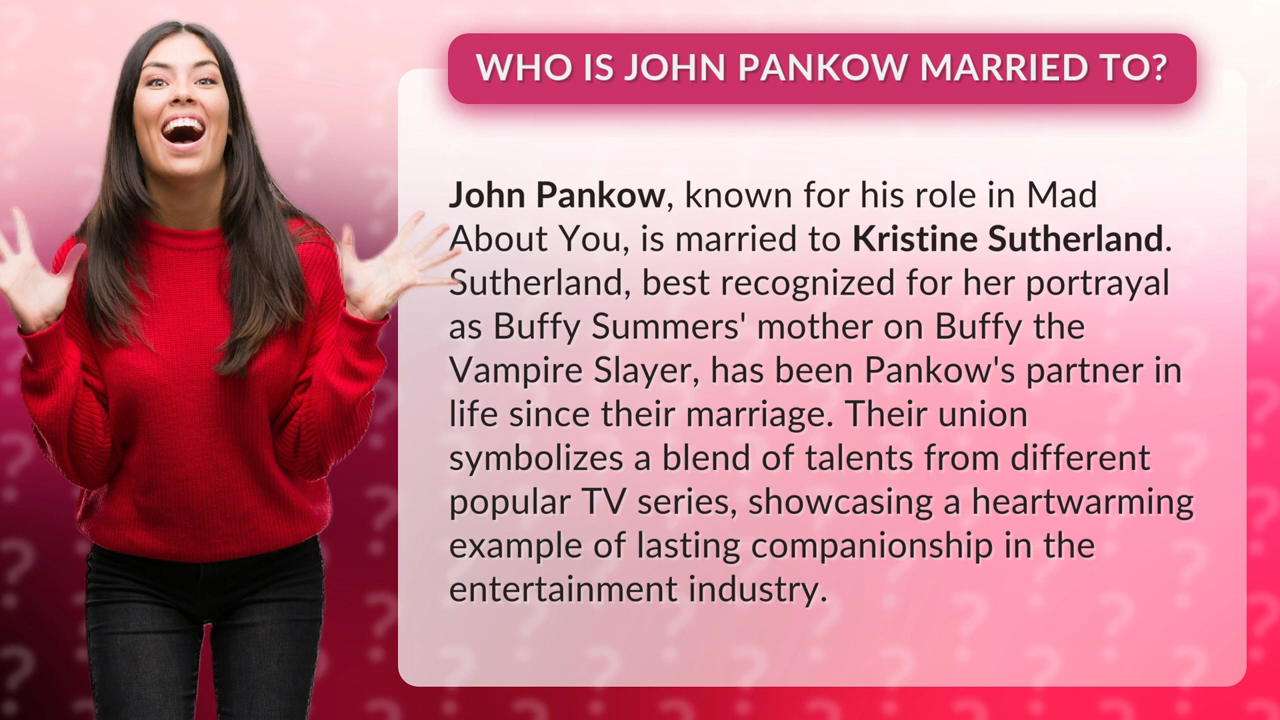 WHO IS JOHN PANKOW MARRIED TO?
John Pankow, known for his role in Mad
About You, is married to Kristine Sutherland.
Sutherland, best recognized for her portrayal
as Buffy Summers' mother on Buffy the
Vampire Slayer, has been Pankow's partner in
life since their marriage. Their union
symbolizes a blend of talents from different
popular TV series, showcasing a heartwarming
example of lasting companionship in the
entertainment industry.